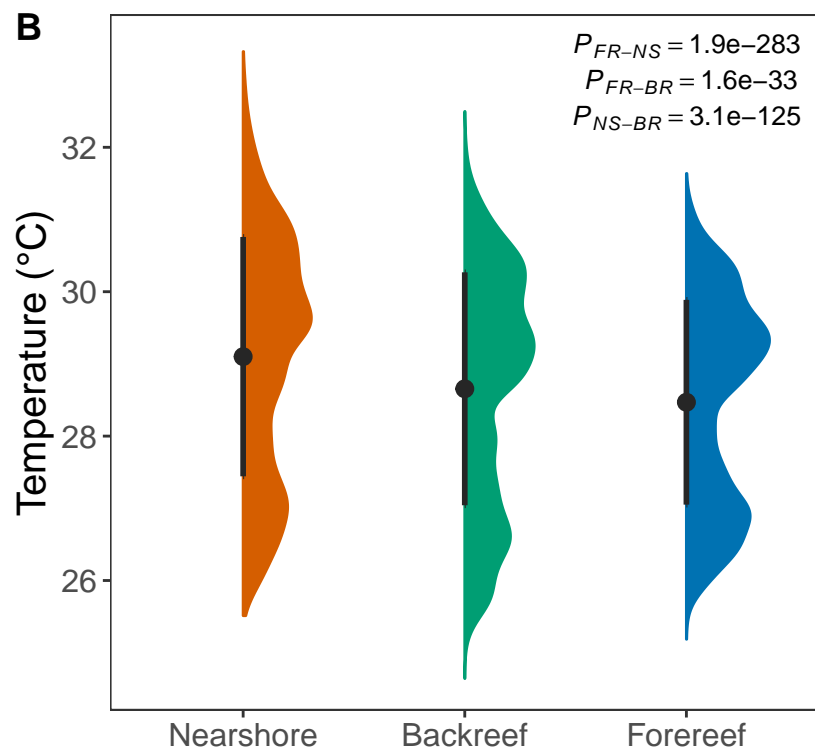 B
P_FR–NS = 1.9e−283
P_FR–BR = 1.6e−33
P_NS–BR = 3.1e−125
Temperature (°C)
32
30
28
26
Nearshore Backreef Forereef